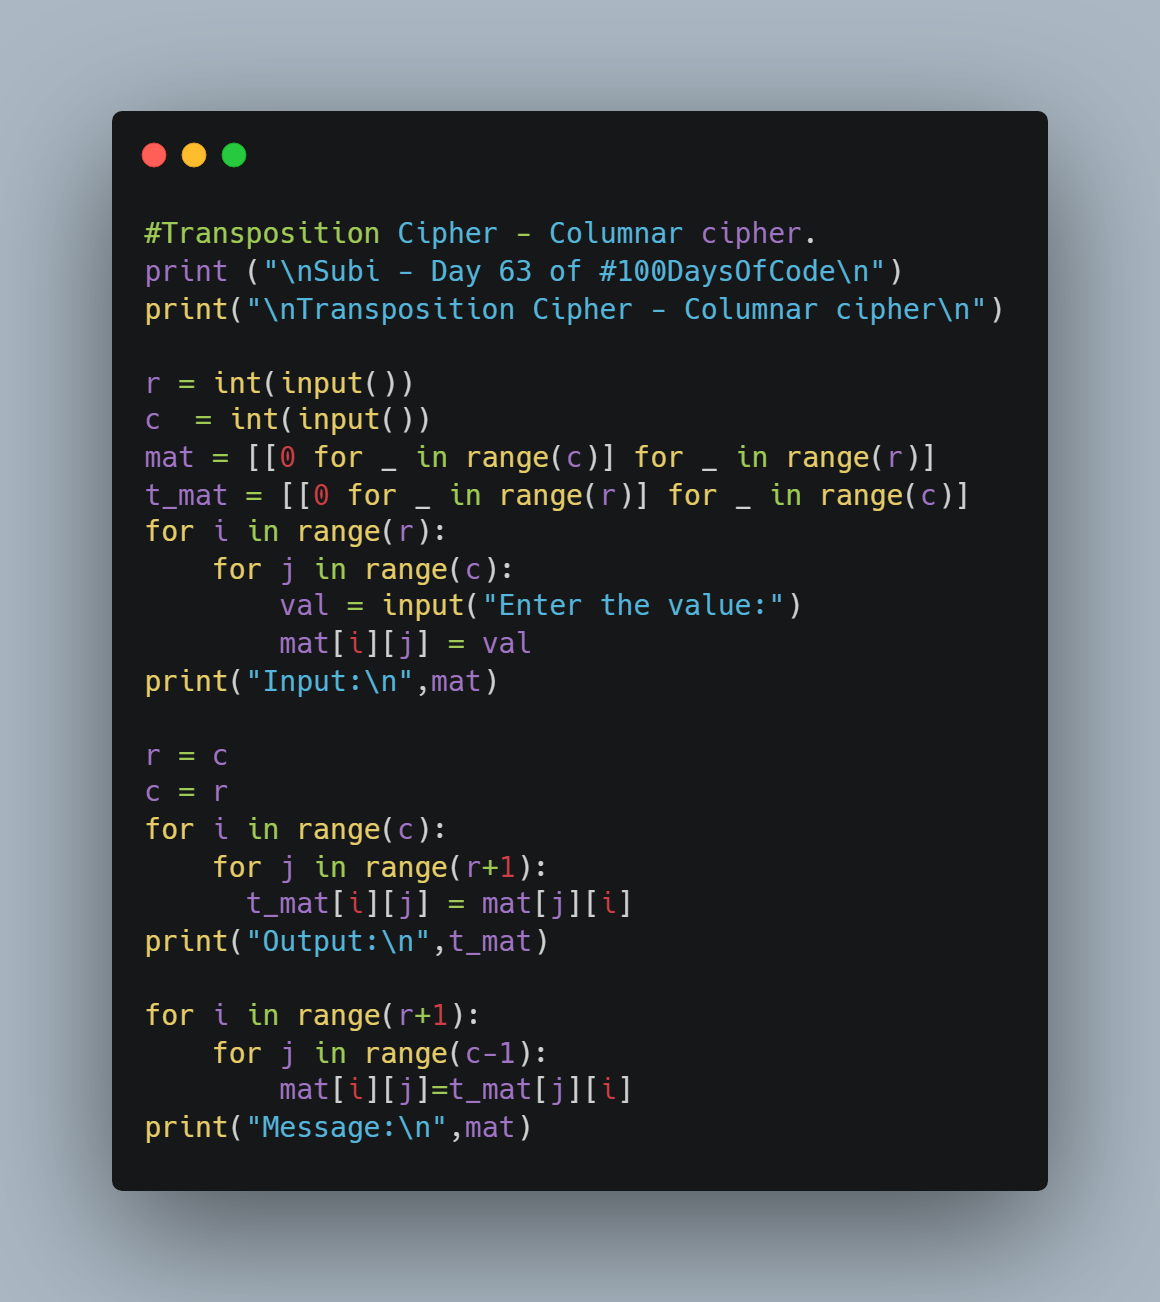 #Transposition Cipher - Columnar cipher.
print ("\nSubi - Day 63 of #100DaysOfCode\n")
print("\nTransposition Cipher - Columnar cipher\n")

r = int(input())
c  = int(input())
mat = [[0 for _ in range(c)] for _ in range(r)]
t_mat = [[0 for _ in range(r)] for _ in range(c)]
for i in range(r):
    for j in range(c):
        val = input("Enter the value:")
        mat[i][j] = val
print("Input:\n",mat)

r = c
c = r
for i in range(c):
    for j in range(r+1):
      t_mat[i][j] = mat[j][i]
print("Output:\n",t_mat)

for i in range(r+1):
    for j in range(c-1):
        mat[i][j]=t_mat[j][i]
print("Message:\n",mat)